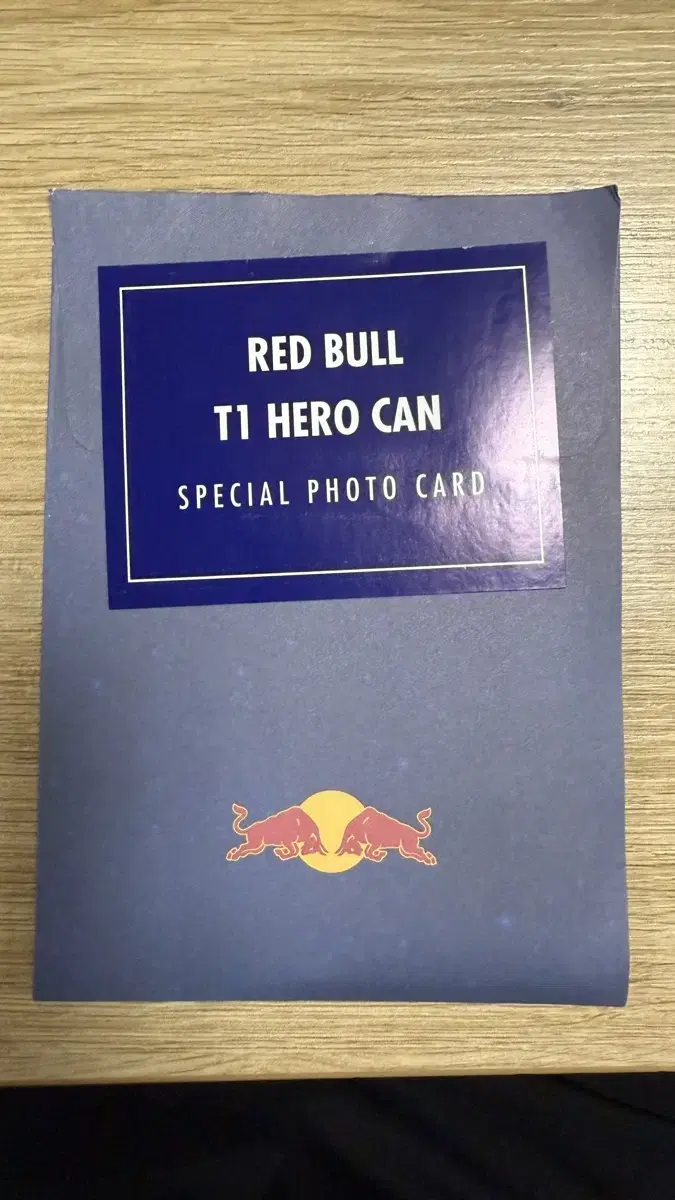 RED BULL
T1 HERO CAN
SPECIAL PHOTO CARD